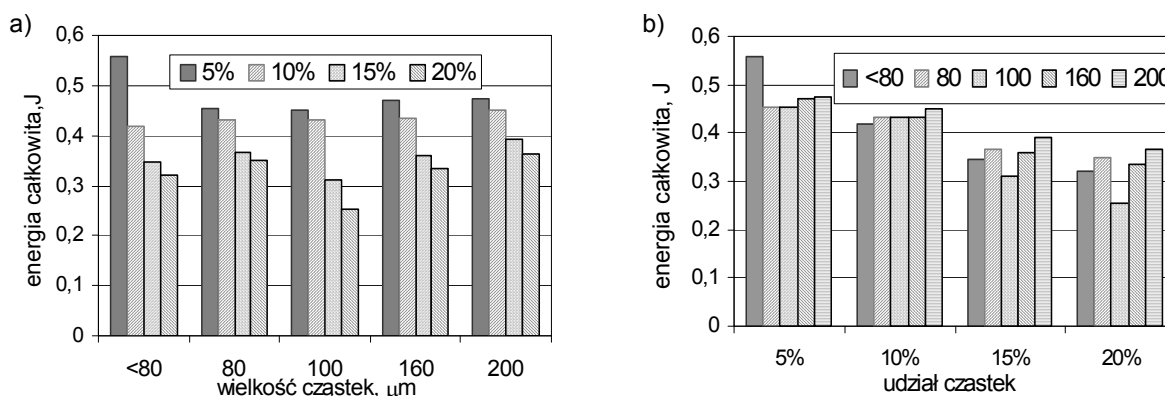 a)
0,6
0,5
0,4
0,3
0,2
0,1
0
energia całkowita,J
5% 10% 15% 20%
<80 80 100 160 200
wielkość cząstek, μm
b)
0,6
0,5
0,4
0,3
0,2
0,1
0
energia całkowita, J
<80 80 100 160 200
5% 10% 15% 20%
udział czastek